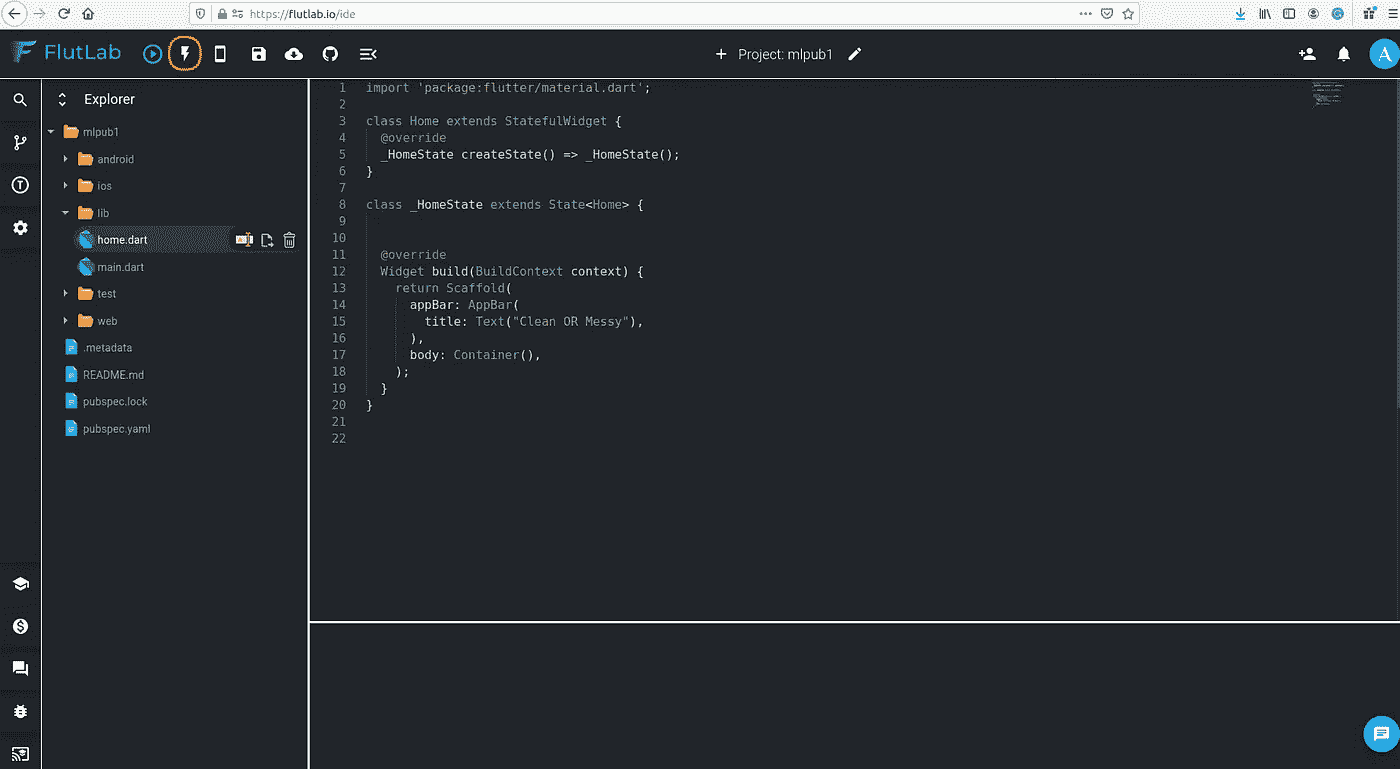 https://flutlab.io/ide
FlutLab
Project: mlpub1
A
Explorer
mlpub1
android
ios
lib
home.dart
main.dart
test
web
.metadata
README.md
pubspec.lock
pubspec.yaml
1 import 'package:flutter/material.dart';
2
3 class Home extends StatefulWidget {
4 @override
5 _HomeState createState() => _HomeState();
6 }
7
8 class _HomeState extends State<Home> {
9
10
11 @override
12 Widget build(BuildContext context) {
13 return Scaffold(
14 appBar: AppBar(
15 title: Text("Clean OR Messy"),
16 ),
17 body: Container(),
18 );
19 }
20 }
21
22